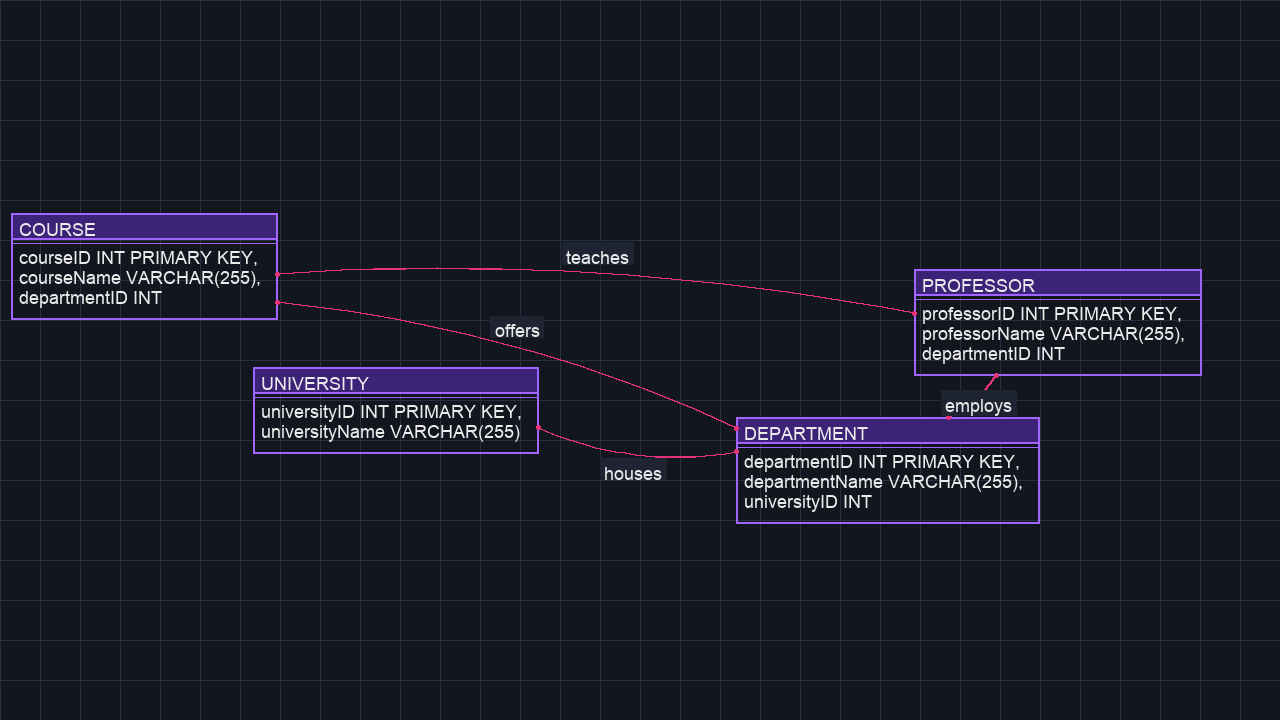 COURSE
courseID INT PRIMARY KEY,
courseName VARCHAR(255),
departmentID INT
teaches
offers
PROFESSOR
professorID INT PRIMARY KEY,
professorName VARCHAR(255),
departmentID INT
UNIVERSITY
universityID INT PRIMARY KEY,
universityName VARCHAR(255)
houses
employs
DEPARTMENT
departmentID INT PRIMARY KEY,
departmentName VARCHAR(255),
universityID INT